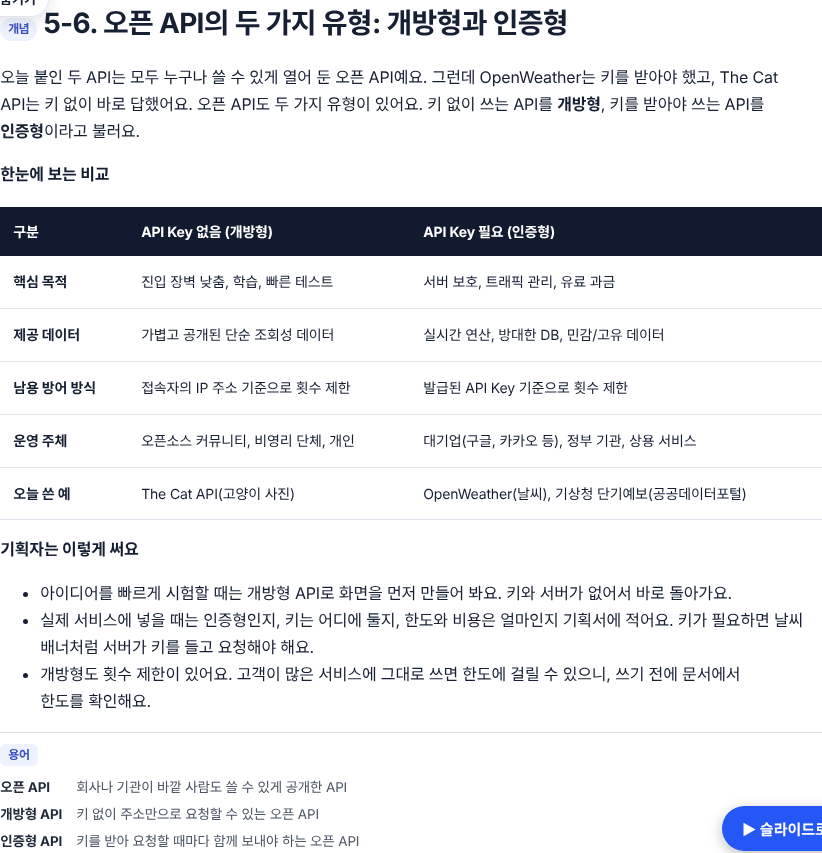 개념
5-6. 오픈 API의 두 가지 유형: 개방형과 인증형
오늘 붙인 두 API는 모두 누구나 쓸 수 있게 열어 둔 오픈 API예요. 그런데 OpenWeather는 키를 받아야 했고, The Cat
API는 키 없이 바로 답했어요. 오픈 API도 두 가지 유형이 있어요. 키 없이 쓰는 API를 개방형, 키를 받아야 쓰는 API를
인증형이라고 불러요.
한눈에 보는 비교
구분 API Key 없음 (개방형) API Key 필요 (인증형)
핵심 목적 진입 장벽 낮춤, 학습, 빠른 테스트 서버 보호, 트래픽 관리, 유료 과금
제공 데이터 가볍고 공개된 단순 조회성 데이터 실시간 연산, 방대한 DB, 민감/고유 데이터
남용 방어 방식 접속자의 IP 주소 기준으로 횟수 제한 발급된 API Key 기준으로 횟수 제한
운영 주체 오픈소스 커뮤니티, 비영리 단체, 개인 대기업(구글, 카카오 등), 정부 기관, 상용 서비스
오늘 쓴 예 The Cat API(고양이 사진) OpenWeather(날씨), 기상청 단기예보(공공데이터포털)
기획자는 이렇게 써요
• 아이디어를 빠르게 시험할 때는 개방형 API로 화면을 먼저 만들어 봐요. 키와 서버가 없어서 바로 돌아가요.
• 실제 서비스에 넣을 때는 인증형인지, 키는 어디에 둘지, 한도와 비용은 얼마인지 기획서에 적어요. 키가 필요하면 날씨
배너처럼 서버가 키를 들고 요청해야 해요.
• 개방형도 횟수 제한이 있어요. 고객이 많은 서비스에 그대로 쓰면 한도에 걸릴 수 있으니, 쓰기 전에 문서에서
한도를 확인해요.
용어
오픈 API 회사나 기관이 바깥 사람도 쓸 수 있게 공개한 API
개방형 API 키 없이 주소만으로 요청할 수 있는 오픈 API
인증형 API 키를 받아 요청할 때마다 함께 보내야 하는 오픈 API
▶ 슬라이드로